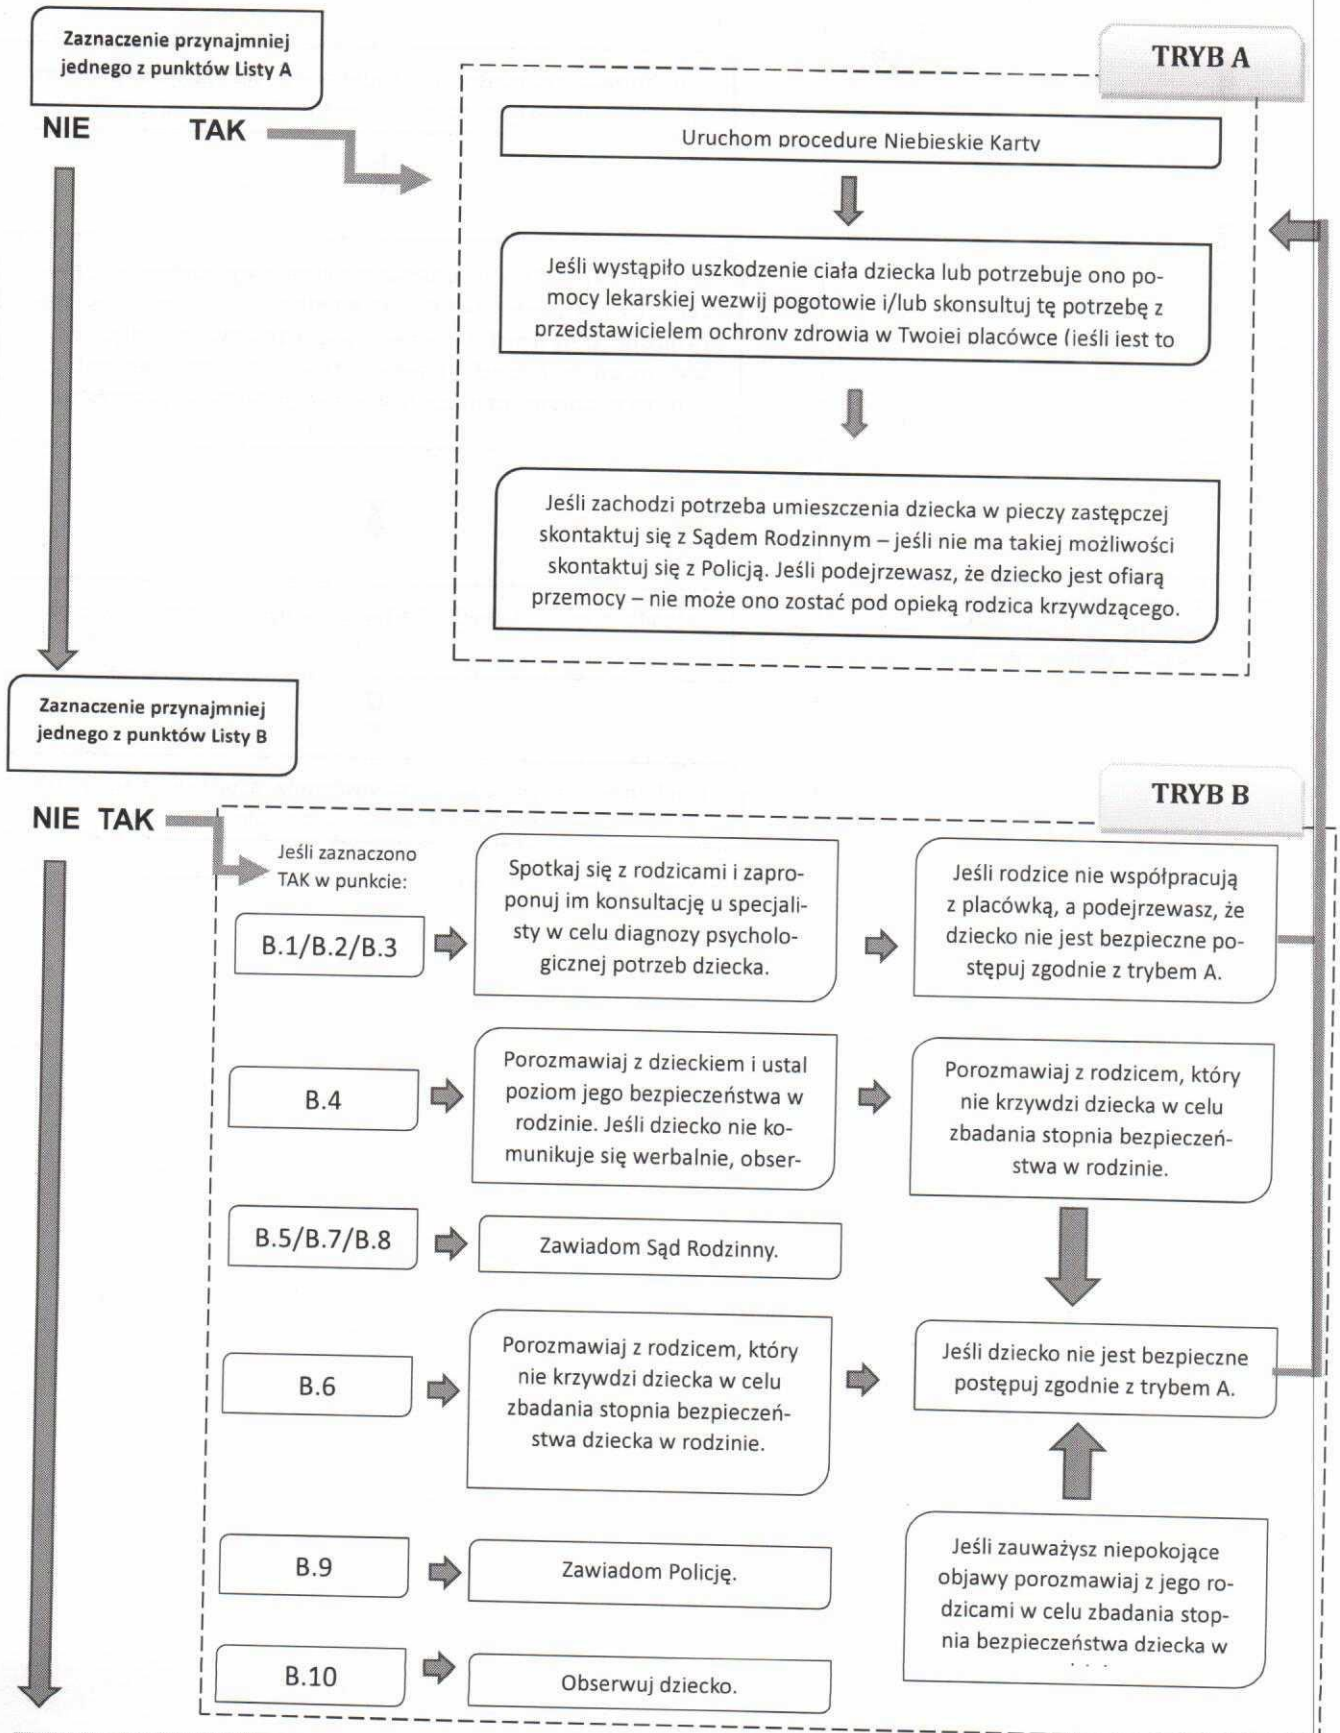 Zaznaczenie przynajmniej
jednego z punktów Listy A
NIE TAK
TRYB A
Uruchom procedure Niebieskie Karty
Jeśli wystąpiło uszkodzenie ciała dziecka lub potrzebuje ono po-
mocy lekarskiej wezwij pogotowie i/lub skonsultuj tę potrzebę z
przedstawicielem ochrony zdrowia w Twojej placówce (jeśli jest to
Jeśli zachodzi potrzeba umieszczenia dziecka w pieczy zastępczej
skontaktuj się z Sądem Rodzinnym – jeśli nie ma takiej możliwości
skontaktuj się z Policją. Jeśli podejrzewasz, że dziecko jest ofiarą
przemocy – nie może ono zostać pod opieką rodzica krzywdzącego.
Zaznaczenie przynajmniej
jednego z punktów Listy B
NIE TAK
TRYB B
Jeśli zaznaczono
TAK w punkcie:
B.1/B.2/B.3
Spotkaj się z rodzicami i zapro-
ponuj im konsultację u specjali-
sty w celu diagnozy psycholo-
gicznej potrzeb dziecka.
Jeśli rodzice nie współpracują
z placówką, a podejrzewasz, że
dziecko nie jest bezpieczne po-
stępuj zgodnie z trybem A.
B.4
Porozmawiaj z dzieckiem i ustal
poziom jego bezpieczeństwa w
rodzinie. Jeśli dziecko nie ko-
munikuje się werbalnie, obser-
Porozmawiaj z rodzicem, który
nie krzywdzi dziecka w celu
zbadania stopnia bezpieczeń-
stwa w rodzinie.
B.5/B.7/B.8
Zawiadom Sąd Rodzinny.
B.6
Porozmawiaj z rodzicem, który
nie krzywdzi dziecka w celu
zbadania stopnia bezpieczeń-
stwa dziecka w rodzinie.
Jeśli dziecko nie jest bezpieczne
postępuj zgodnie z trybem A.
B.9
Zawiadom Policję.
B.10
Obserwuj dziecko.
Jeśli zauważysz niepokojące
objawy porozmawiaj z jego ro-
dzicami w celu zbadania stop-
nia bezpieczeństwa dziecka w